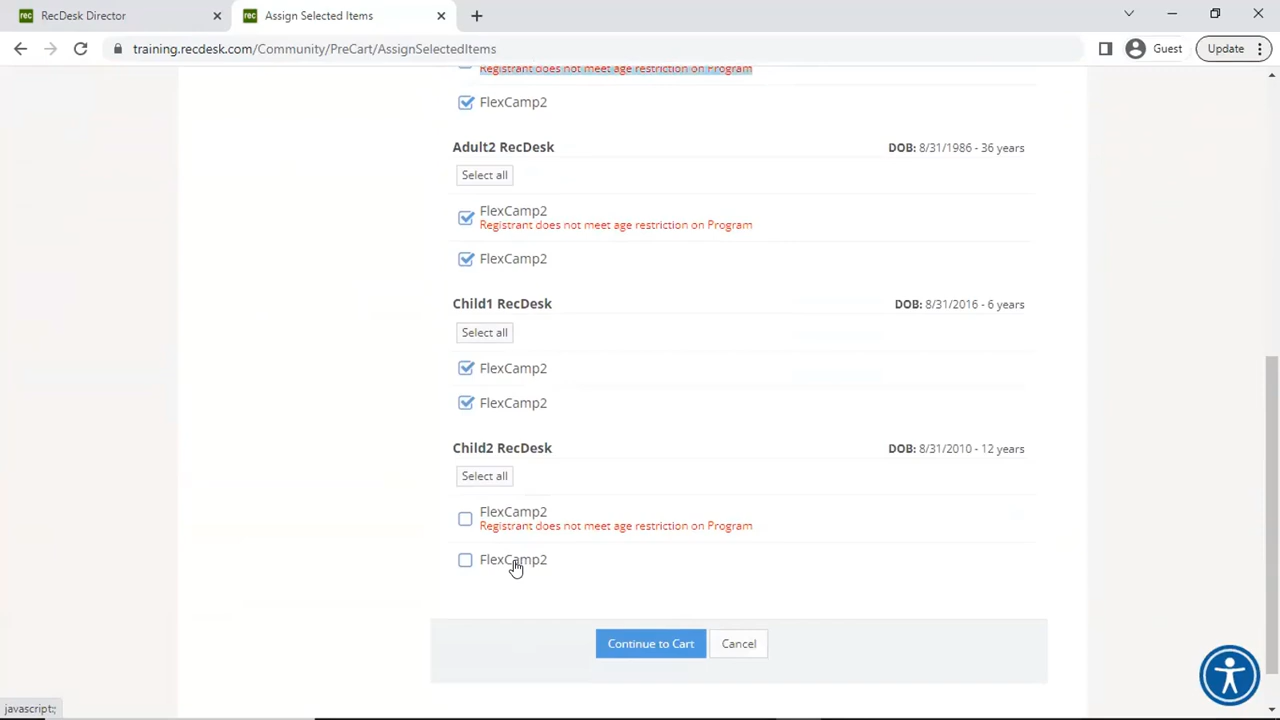 RecDesk Director
Assign Selected Items
training.recdesk.com/Community/PreCart/AssignSelectedItems
Guest
Update
Registrant does not meet age restriction on Program
FlexCamp2
Adult2 RecDesk
DOB: 8/31/1986 - 36 years
Select all
FlexCamp2
Registrant does not meet age restriction on Program
FlexCamp2
Child1 RecDesk
DOB: 8/31/2016 - 6 years
Select all
FlexCamp2
FlexCamp2
Child2 RecDesk
DOB: 8/31/2010 - 12 years
Select all
FlexCamp2
Registrant does not meet age restriction on Program
FlexCamp2
Continue to Cart
Cancel
javascript:;